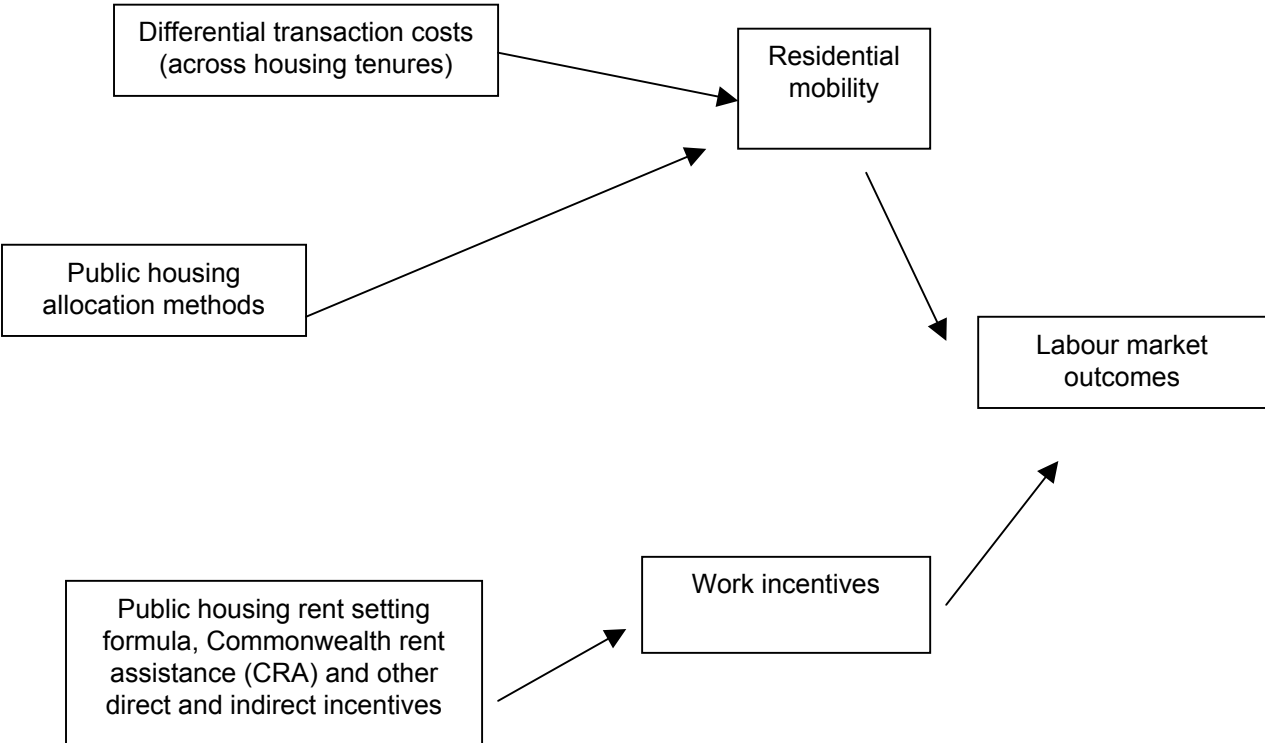 Differential transaction costs
(across housing tenures)
Residential
mobility
Public housing
allocation methods
Labour market
outcomes
Work incentives
Public housing rent setting
formula, Commonwealth rent
assistance (CRA) and other
direct and indirect incentives